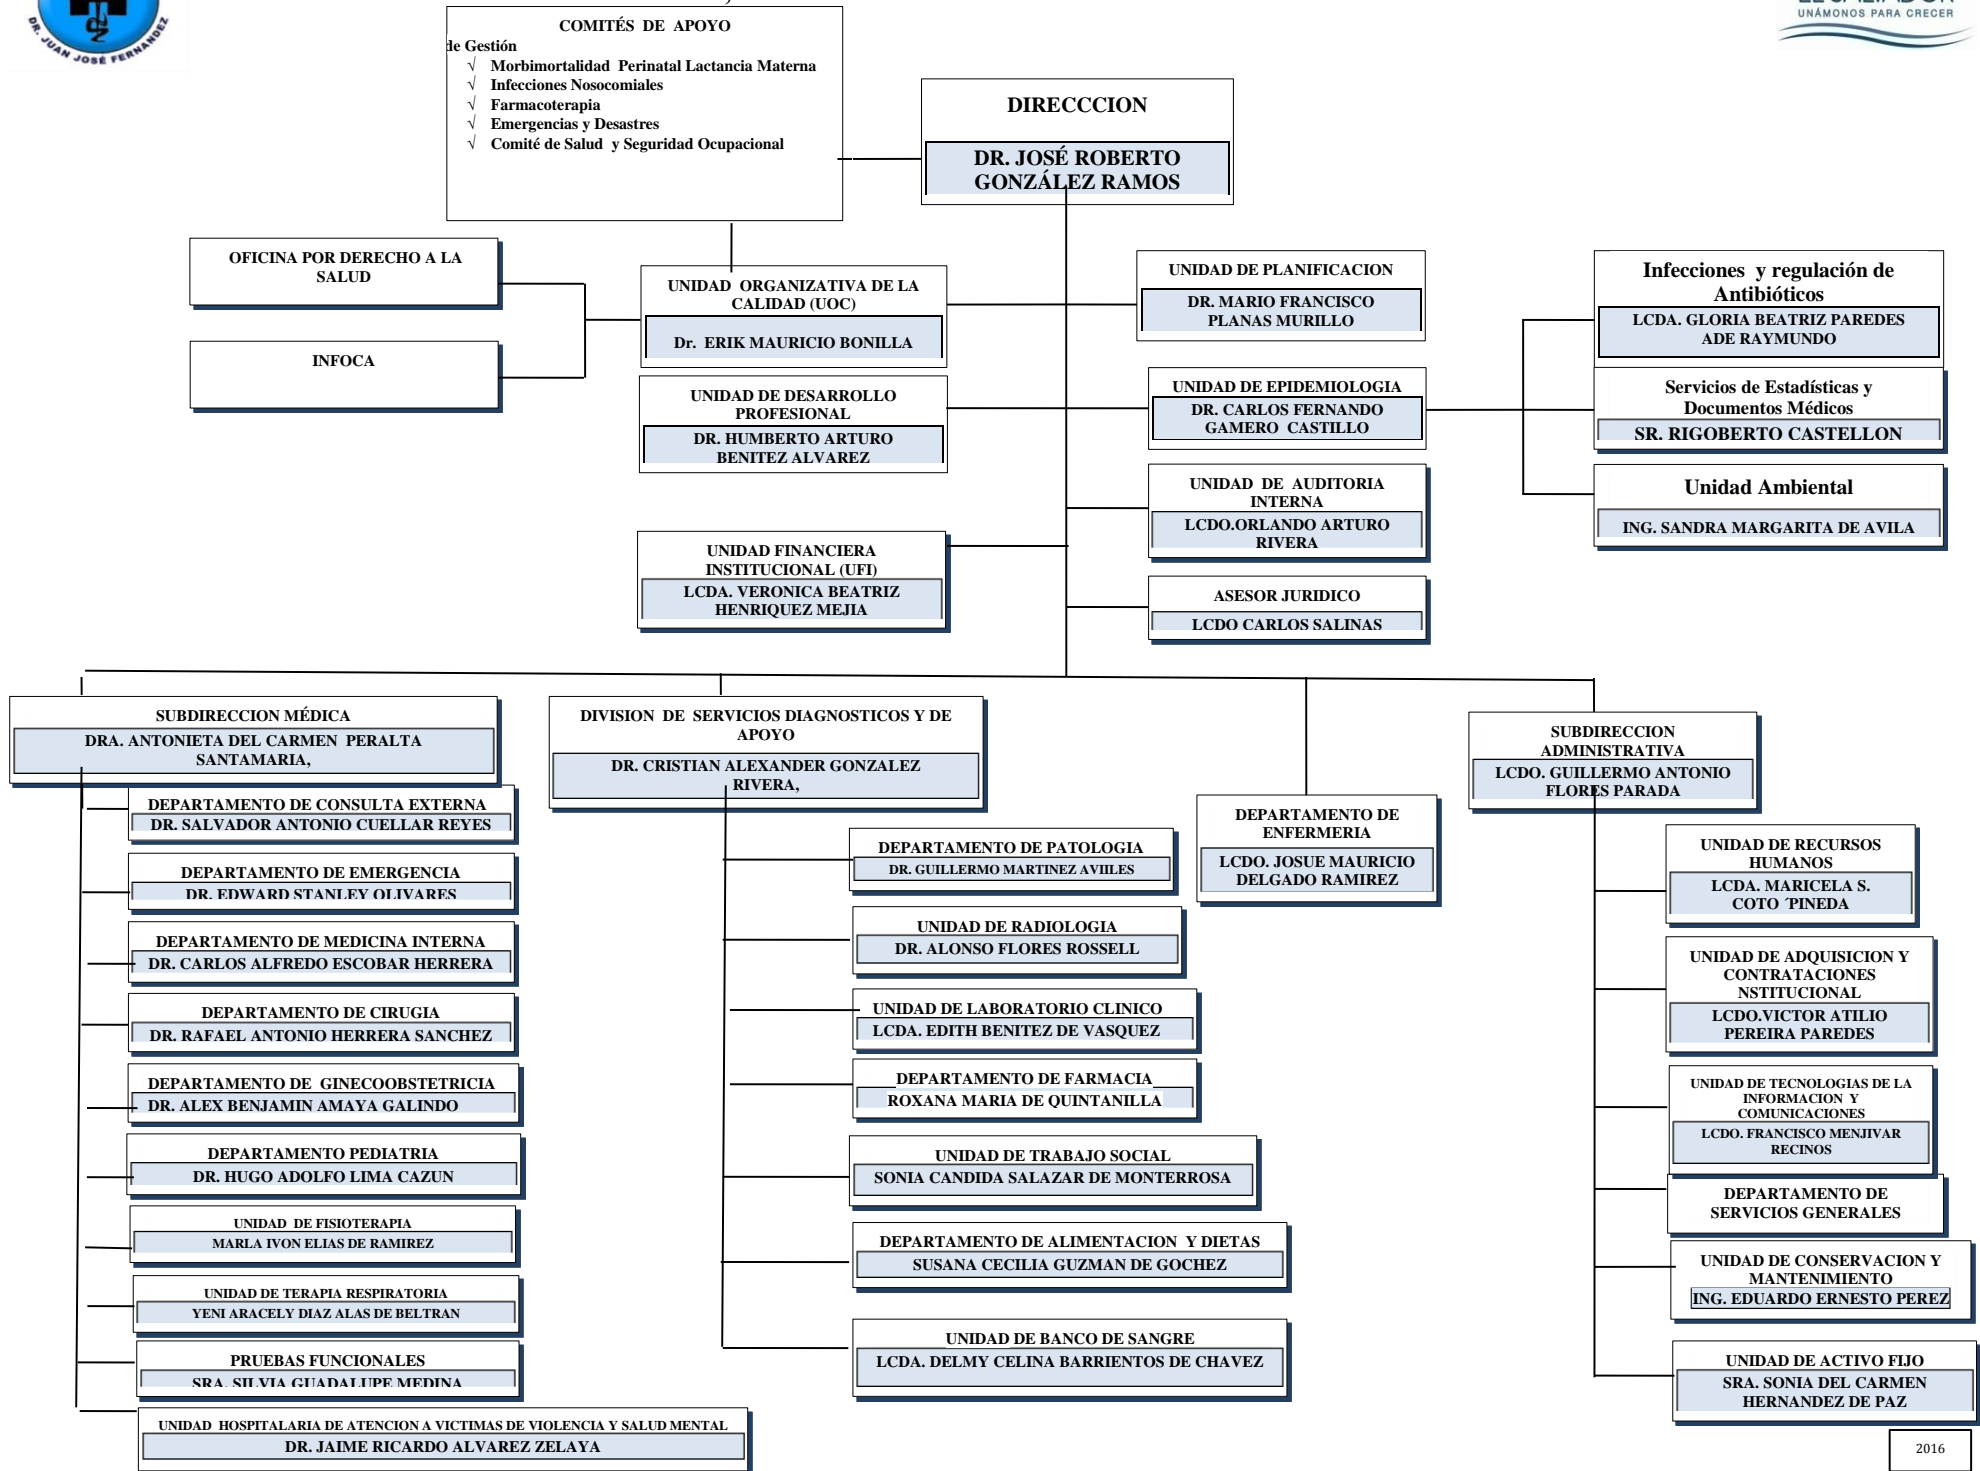 DR. JUAN JOSÉ FERNANDEZ
UNÁMONOS PARA CRECER
COMITÉS DE APOYO
de Gestión
√ Morbimortalidad Perinatal Lactancia Materna
√ Infecciones Nosocomiales
√ Farmacoterapia
√ Emergencias y Desastres
√ Comité de Salud y Seguridad Ocupacional
DIRECCCION
DR. JOSÉ ROBERTO
GONZÁLEZ RAMOS
OFICINA POR DERECHO A LA
SALUD
INFOCA
UNIDAD ORGANIZATIVA DE LA
CALIDAD (UOC)
Dr. ERIK MAURICIO BONILLA
UNIDAD DE PLANIFICACION
DR. MARIO FRANCISCO
PLANAS MURILLO
Infecciones y regulación de
Antibióticos
LCDA. GLORIA BEATRIZ PAREDES
ADE RAYMUNDO
UNIDAD DE DESARROLLO
PROFESIONAL
DR. HUMBERTO ARTURO
BENITEZ ALVAREZ
UNIDAD DE EPIDEMIOLOGIA
DR. CARLOS FERNANDO
GAMERO CASTILLO
Servicios de Estadísticas y
Documentos Médicos
SR. RIGOBERTO CASTELLON
UNIDAD DE AUDITORIA
INTERNA
LCDO.ORLANDO ARTURO
RIVERA
Unidad Ambiental
ING. SANDRA MARGARITA DE AVILA
UNIDAD FINANCIERA
INSTITUCIONAL (UFI)
LCDA. VERONICA BEATRIZ
HENRIQUEZ MEJIA
ASESOR JURIDICO
LCDO CARLOS SALINAS
SUBDIRECCION MÉDICA
DRA. ANTONIETA DEL CARMEN PERALTA
SANTAMARIA,
DEPARTAMENTO DE CONSULTA EXTERNA
DR. SALVADOR ANTONIO CUELLAR REYES
DEPARTAMENTO DE EMERGENCIA
DR. EDWARD STANLEY OLIVARES
DEPARTAMENTO DE MEDICINA INTERNA
DR. CARLOS ALFREDO ESCOBAR HERRERA
DEPARTAMENTO DE CIRUGIA
DR. RAFAEL ANTONIO HERRERA SANCHEZ
DEPARTAMENTO DE GINECOOBSTETRICIA
DR. ALEX BENJAMIN AMAYA GALINDO
DEPARTAMENTO PEDIATRIA
DR. HUGO ADOLFO LIMA CAZUN
UNIDAD DE FISIOTERAPIA
MARLA IVON ELIAS DE RAMIREZ
UNIDAD DE TERAPIA RESPIRATORIA
YENI ARACELY DIAZ ALAS DE BELTRAN
PRUEBAS FUNCIONALES
SRA. SILVIA GUADALUPE MEDINA
UNIDAD HOSPITALARIA DE ATENCION A VICTIMAS DE VIOLENCIA Y SALUD MENTAL
DR. JAIME RICARDO ALVAREZ ZELAYA
DIVISION DE SERVICIOS DIAGNOSTICOS Y DE
APOYO
DR. CRISTIAN ALEXANDER GONZALEZ
RIVERA,
DEPARTAMENTO DE PATOLOGIA
DR. GUILLERMO MARTINEZ AVIILES
UNIDAD DE RADIOLOGIA
DR. ALONSO FLORES ROSSELL
UNIDAD DE LABORATORIO CLINICO
LCDA. EDITH BENITEZ DE VASQUEZ
DEPARTAMENTO DE FARMACIA
ROXANA MARIA DE QUINTANILLA
UNIDAD DE TRABAJO SOCIAL
SONIA CANDIDA SALAZAR DE MONTERROSA
DEPARTAMENTO DE ALIMENTACION Y DIETAS
SUSANA CECILIA GUZMAN DE GOCHEZ
UNIDAD DE BANCO DE SANGRE
LCDA. DELMY CELINA BARRIENTOS DE CHAVEZ
DEPARTAMENTO DE
ENFERMERIA
LCDO. JOSUE MAURICIO
DELGADO RAMIREZ
SUBDIRECCION
ADMINISTRATIVA
LCDO. GUILLERMO ANTONIO
FLORES PARADA
UNIDAD DE RECURSOS
HUMANOS
LCDA. MARICELA S.
COTO ´PINEDA
UNIDAD DE ADQUISICION Y
CONTRATACIONES
NSTITUCIONAL
LCDO.VICTOR ATILIO
PEREIRA PAREDES
UNIDAD DE TECNOLOGIAS DE LA
INFORMACION Y
COMUNICACIONES
LCDO. FRANCISCO MENJIVAR
RECINOS
DEPARTAMENTO DE
SERVICIOS GENERALES
UNIDAD DE CONSERVACION Y
MANTENIMIENTO
ING. EDUARDO ERNESTO PEREZ
UNIDAD DE ACTIVO FIJO
SRA. SONIA DEL CARMEN
HERNANDEZ DE PAZ
2016